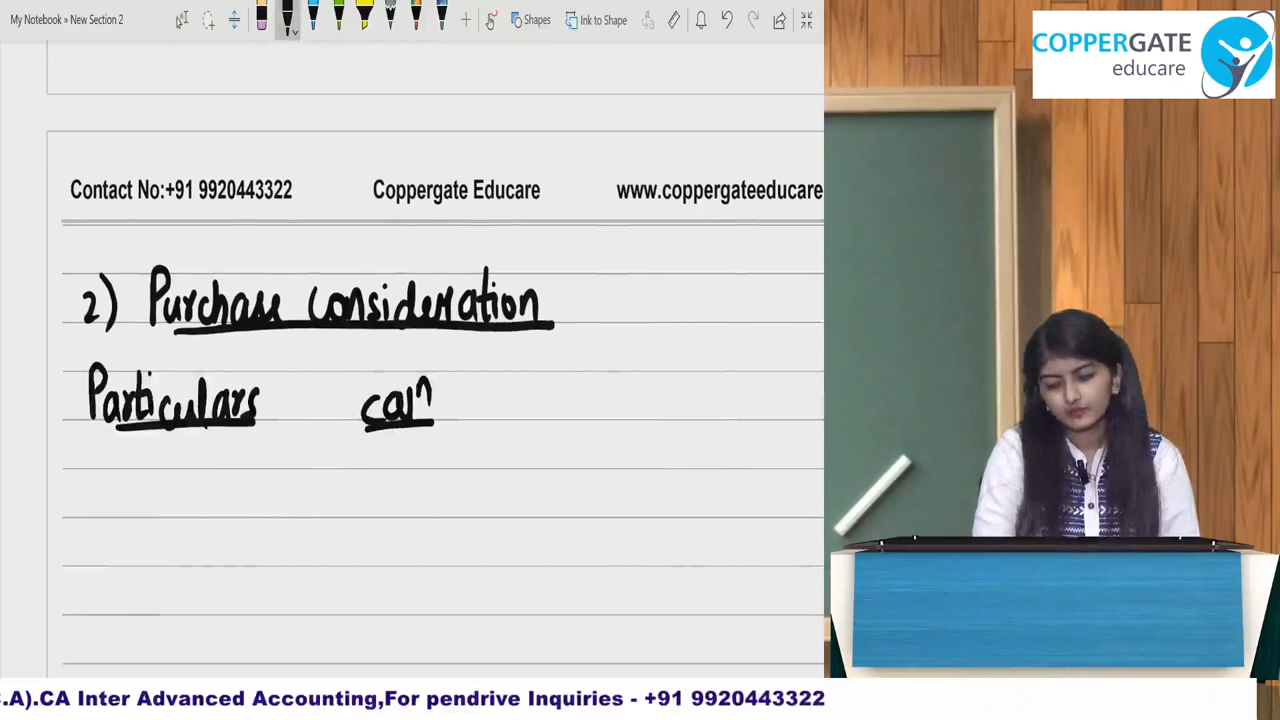 My Notebook » New Section 2
Shapes
Ink to Shape
COPPERGATE
educare
Contact No:+91 9920443322 Coppergate Educare www.coppergateeducare
2) Purchase consideration
Particulars calⁿ
.A).CA Inter Advanced Accounting,For pendrive Inquiries - +91 9920443322